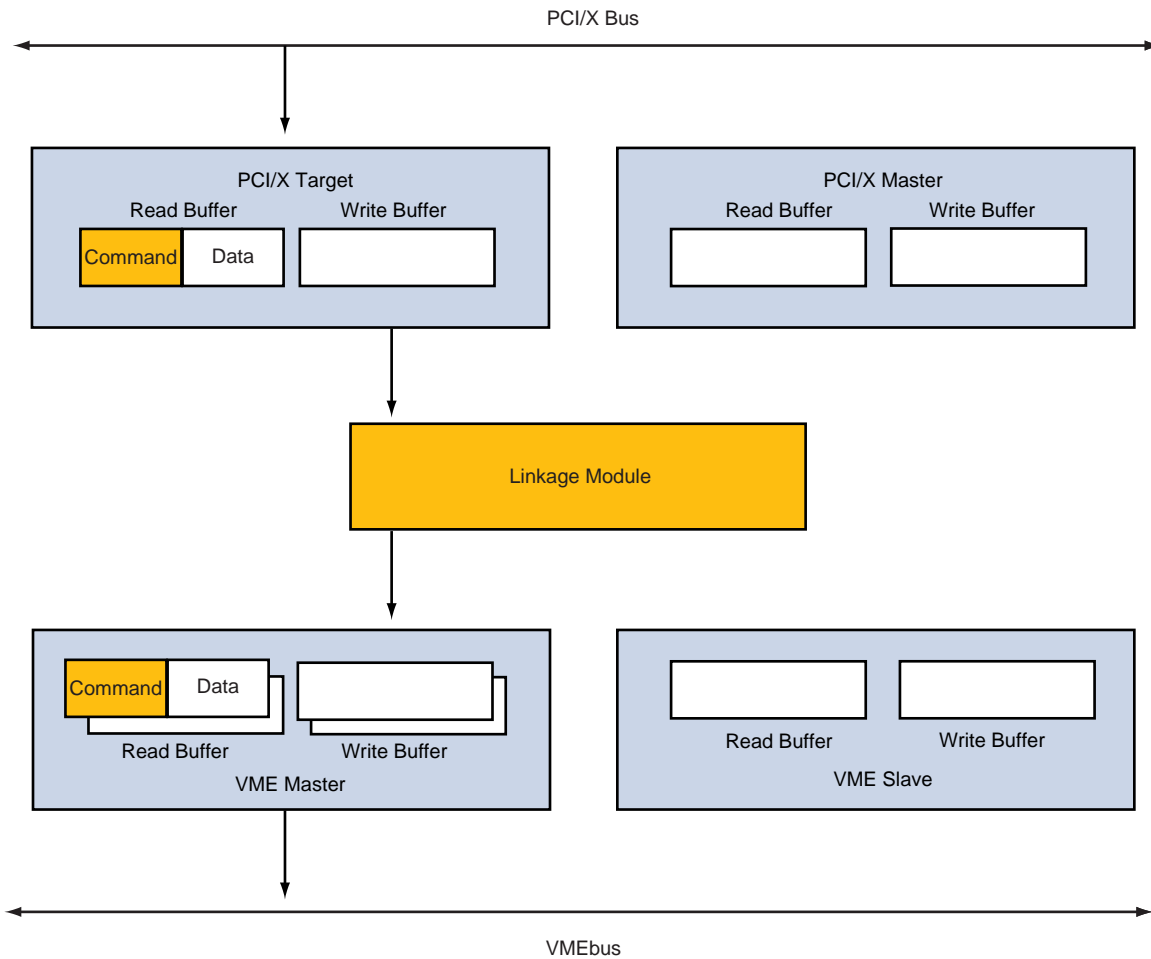 PCI/X Bus
PCI/X Target
Read Buffer
Write Buffer
Command
Data
PCI/X Master
Read Buffer
Write Buffer
Linkage Module
Command
Data
Read Buffer
Write Buffer
VME Master
Read Buffer
Write Buffer
VME Slave
VMEbus